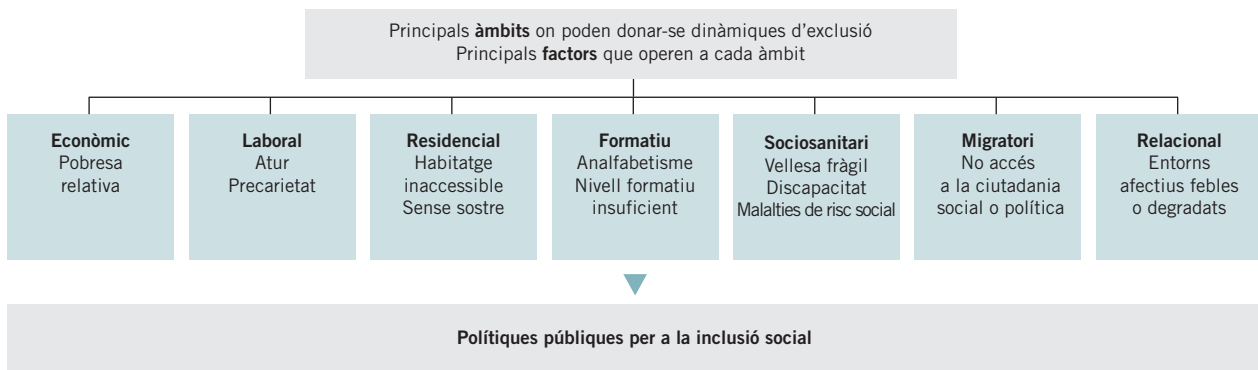 Principals àmbits on poden donar-se dinàmiques d'exclusió
Principals factors que operen a cada àmbit
Econòmic
Pobresa
relativa
Laboral
Atur
Precarietat
Residencial
Habitatge
inaccessible
Sense sostre
Formatiu
Analfabetisme
Nivell formatiu
insuficient
Sociosanitari
Vellesa fràgil
Discapacitat
Malalties de risc social
Migratori
No accés
a la ciutadania
social o política
Relacional
Entorns
afectius febles
o degradats
Polítiques públiques per a la inclusió social